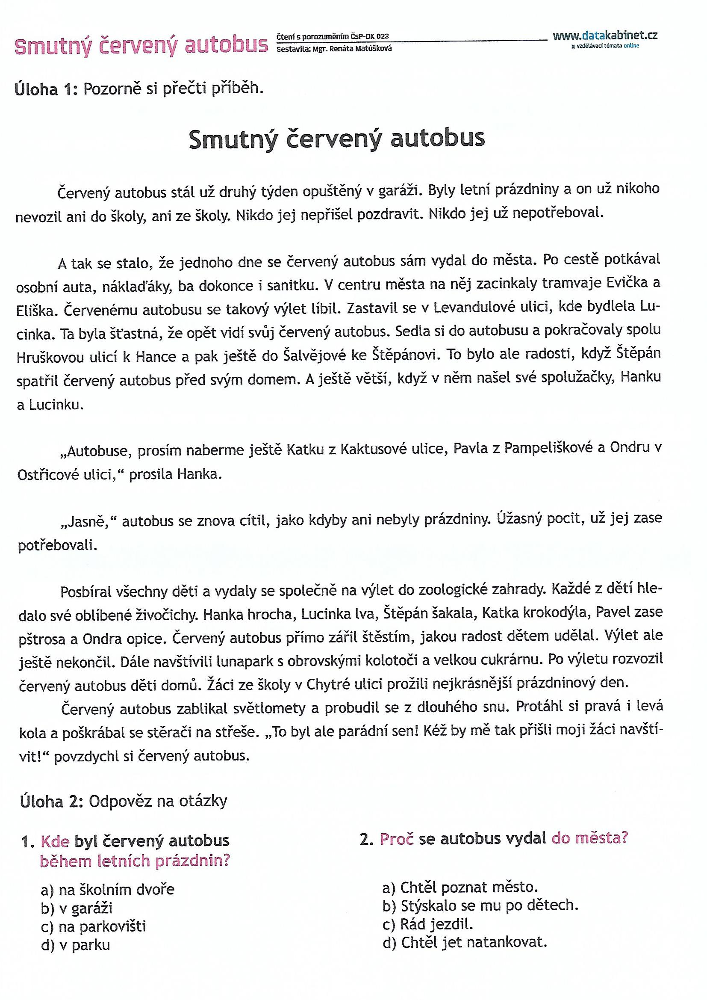 Smutný červený autobus
Čtení s porozuměním ČsP-DK 023
Sestavila: Mgr. Renáta Matúšková
www.datakabinet.cz
vzdělávací témata online
Úloha 1: Pozorně si přečti příběh.
Smutný červený autobus
Červený autobus stál už druhý týden opuštěný v garáži. Byly letní prázdniny a on už nikoho
nevozil ani do školy, ani ze školy. Nikdo jej nepřišel pozdravit. Nikdo jej už nepotřeboval.
A tak se stalo, že jednoho dne se červený autobus sám vydal do města. Po cestě potkával
osobní auta, náklaďáky, ba dokonce i sanitku. V centru města na něj zacinkaly tramvaje Evička a
Eliška. Červenému autobusu se takový výlet líbil. Zastavil se v Levandulové ulici, kde bydlela Lu-
cinka. Ta byla šťastná, že opět vidí svůj červený autobus. Sedla si do autobusu a pokračovaly spolu
Hruškovou ulicí k Hance a pak ještě do Šalvějové ke Štěpánovi. To bylo ale radosti, když Štěpán
spatřil červený autobus před svým domem. A ještě větší, když v něm našel své spolužačky, Hanku
a Lucinku.
„Autobuse, prosím naberme ještě Katku z Kaktusové ulice, Pavla z Pampeliškové a Ondru v
Ostřicové ulici,“ prosila Hanka.
„Jasně,“ autobus se znova cítil, jako kdyby ani nebyly prázdniny. Úžasný pocit, už jej zase
potřebovali.
Posbíral všechny děti a vydaly se společně na výlet do zoologické zahrady. Každé z dětí hle-
dalo své oblíbené živočichy. Hanka hrocha, Lucinka lva, Štěpán šakala, Katka krokodýla, Pavel zase
pštrosa a Ondra opice. Červený autobus přímo zářil štěstím, jakou radost dětem udělal. Výlet ale
ještě nekončil. Dále navštívili lunapark s obrovskými kolotoči a velkou cukrárnu. Po výletu rozvozil
červený autobus děti domů. Žáci ze školy v Chytré ulici prožili nejkrásnější prázdninový den.
Červený autobus zablikal světlomety a probudil se z dlouhého snu. Protáhl si pravá i levá
kola a poškrábal se stěrači na střeše. „To byl ale parádní sen! Kéž by mě tak přišli moji žáci navští-
vit!“ povzdychl si červený autobus.
Úloha 2: Odpověz na otázky
1. Kde byl červený autobus
během letních prázdnin?
a) na školním dvoře
b) v garáži
c) na parkovišti
d) v parku
2. Proč se autobus vydal do města?
a) Chtěl poznat město.
b) Stýskalo se mu po dětech.
c) Rád jezdil.
d) Chtěl jet natankovat.